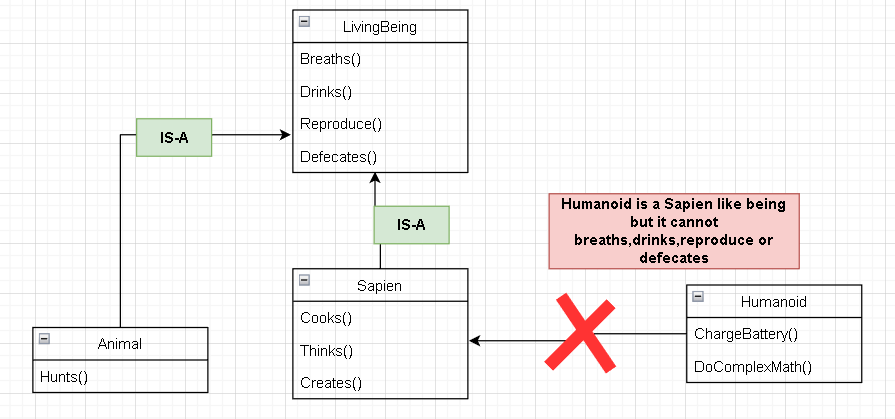 LivingBeing
Breaths()
Drinks()
Reproduce()
Defecates()
IS-A
IS-A
Humanoid is a Sapien like being
but it cannot
breaths,drinks,reproduce or
defecates
Sapien
Cooks()
Thinks()
Creates()
Humanoid
ChargeBattery()
DoComplexMath()
Animal
Hunts()